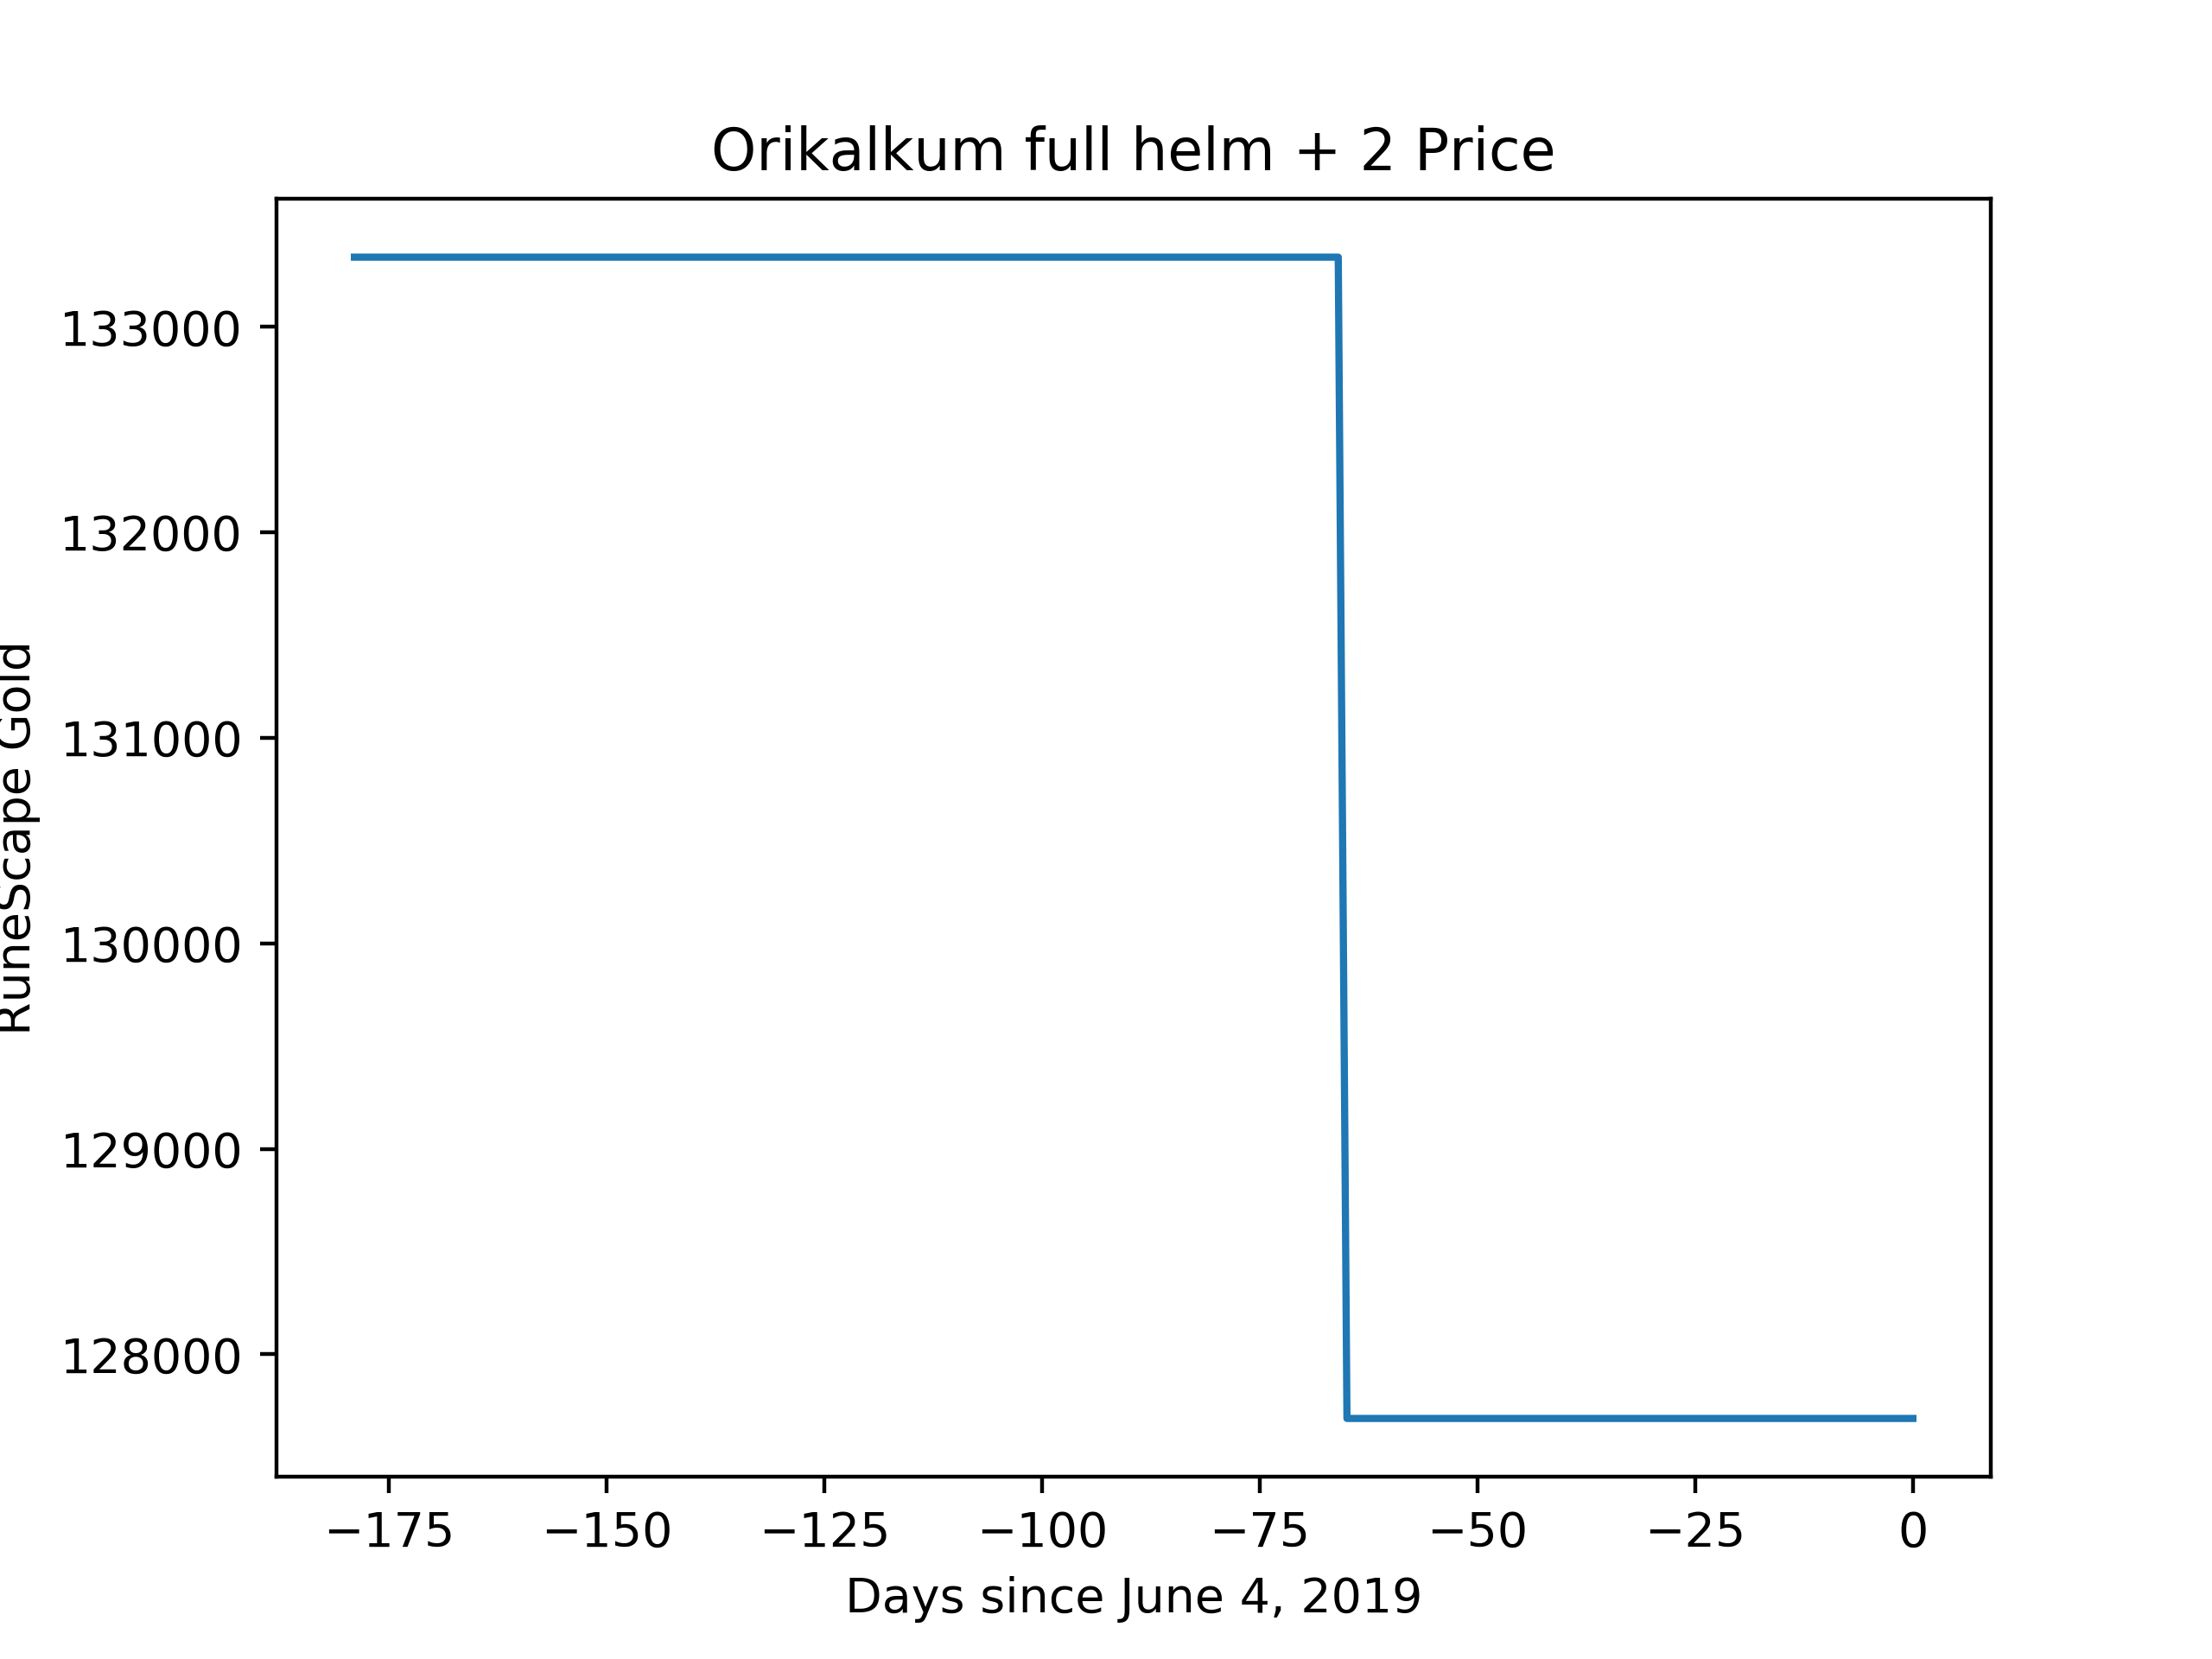 Orikalkum full helm + 2 Price
133000
132000
131000
130000
129000
128000
RuneScape Gold
−175 −150 −125 −100 −75 −50 −25 0
Days since June 4, 2019